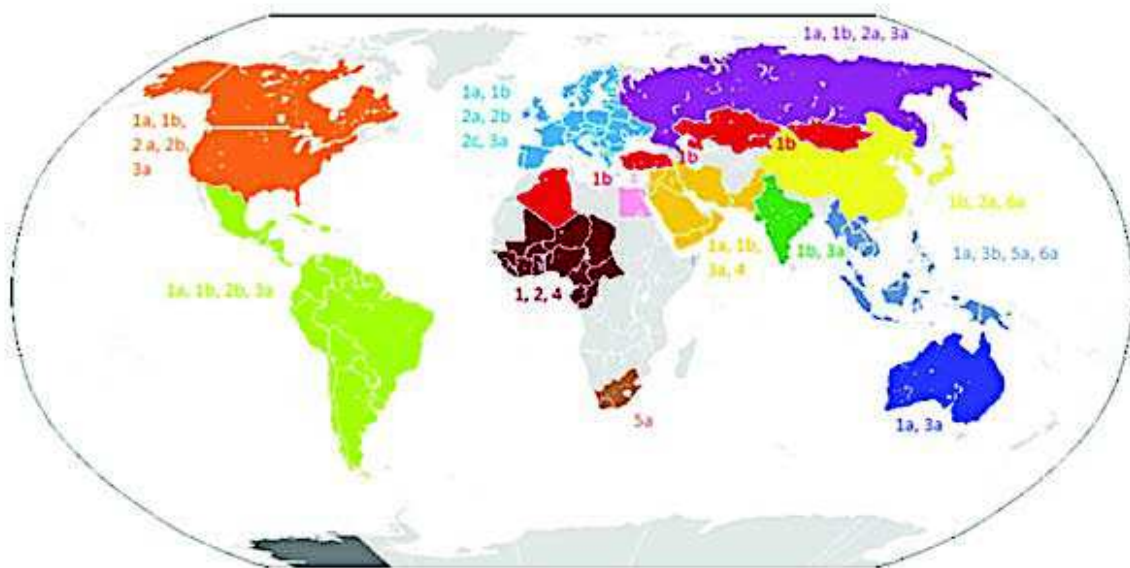 1a, 1b, 2a, 3a
1a, 1b
2a, 2b
2c, 3a
1a, 1b,
2a, 2b,
3a
1b
1b
1b
1b, 2a, 6a
1a, 1b,
3a, 4
1b, 3a
1a, 3b, 5a, 6a
1a, 1b, 2b, 3a
1, 2, 4
5a
1a, 3a